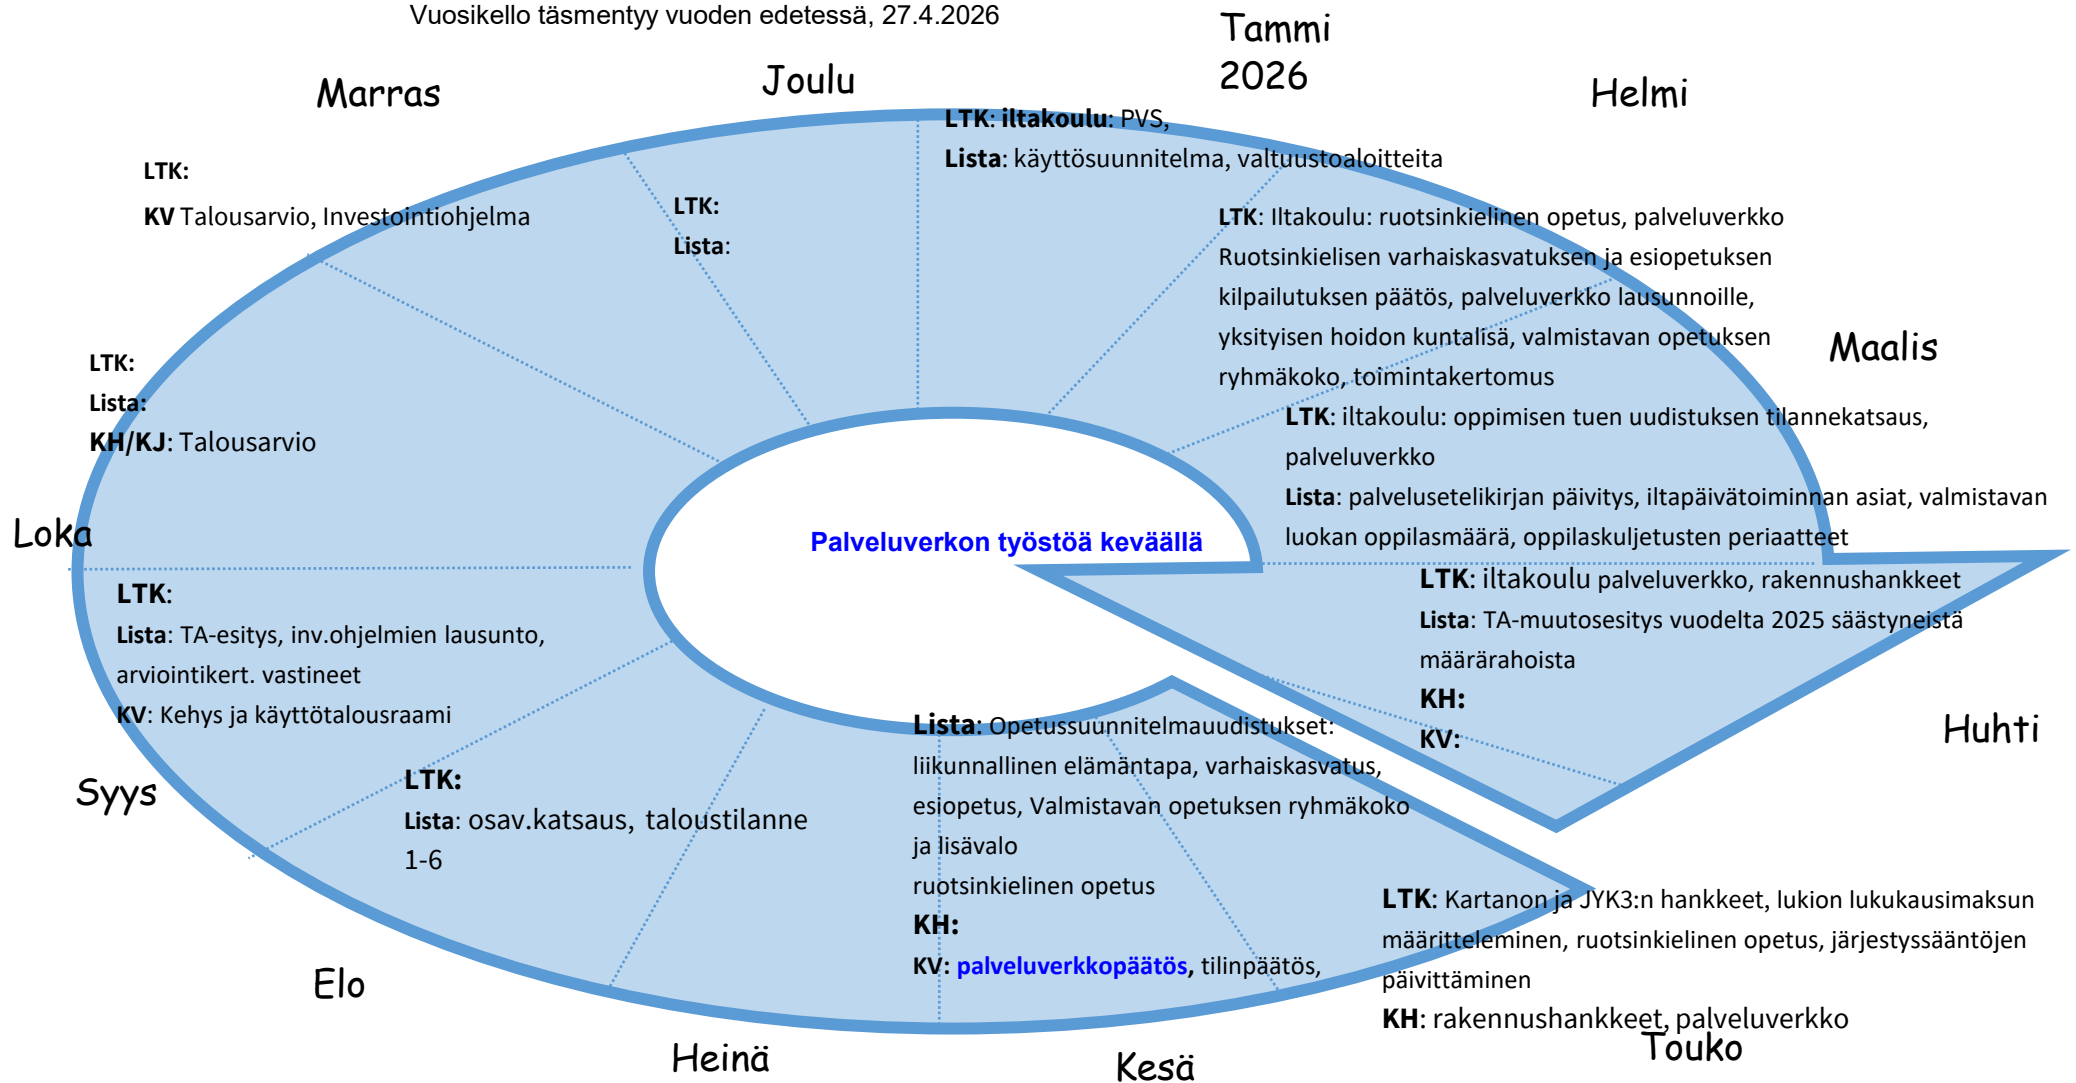 Vuosikello täsmentyy vuoden edetessä, 27.4.2026
Tammi
2026
Helmi
Maalis
Huhti
Touko
Kesä
Heinä
Elo
Syys
Loka
Marras
Joulu
LTK: iltakoulu: PVS,
Lista: käyttösuunnitelma, valtuustoaloitteita
LTK: Iltakoulu: ruotsinkielinen opetus, palveluverkko
Ruotsinkielisen varhaiskasvatuksen ja esiopetuksen
kilpailutuksen päätös, palveluverkko lausunnoille,
yksityisen hoidon kuntalisä, valmistavan opetuksen
ryhmäkoko, toimintakertomus
LTK: iltakoulu: oppimisen tuen uudistuksen tilannekatsaus,
palveluverkko
Lista: palvelusetelikirjan päivitys, iltapäivätoiminnan asiat, valmistavan
luokan oppilasmäärä, oppilaskuljetusten periaatteet
LTK: iltakoulu palveluverkko, rakennushankkeet
Lista: TA-muutosesitys vuodelta 2025 säästyneistä
määrärahoista
KH:
KV:
LTK: Kartanon ja JYK3:n hankkeet, lukion lukukausimaksun
määritteleminen, ruotsinkielinen opetus, järjestyssääntöjen
päivittäminen
KH: rakennushankkeet, palveluverkko
Lista: Opetussuunnitelmauudistukset:
liikunnallinen elämäntapa, varhaiskasvatus,
esiopetus, Valmistavan opetuksen ryhmäkoko
ja lisävalo
ruotsinkielinen opetus
KH:
KV: palveluverkkopäätös, tilinpäätös,
LTK:
Lista: osav.katsaus, taloustilanne
1-6
LTK:
Lista: TA-esitys, inv.ohjelmien lausunto,
arviointikert. vastineet
KV: Kehys ja käyttötalousraami
LTK:
Lista:
KH/KJ: Talousarvio
LTK:
KV Talousarvio, Investointiohjelma
LTK:
Lista:
Palveluverkon työstöä keväällä